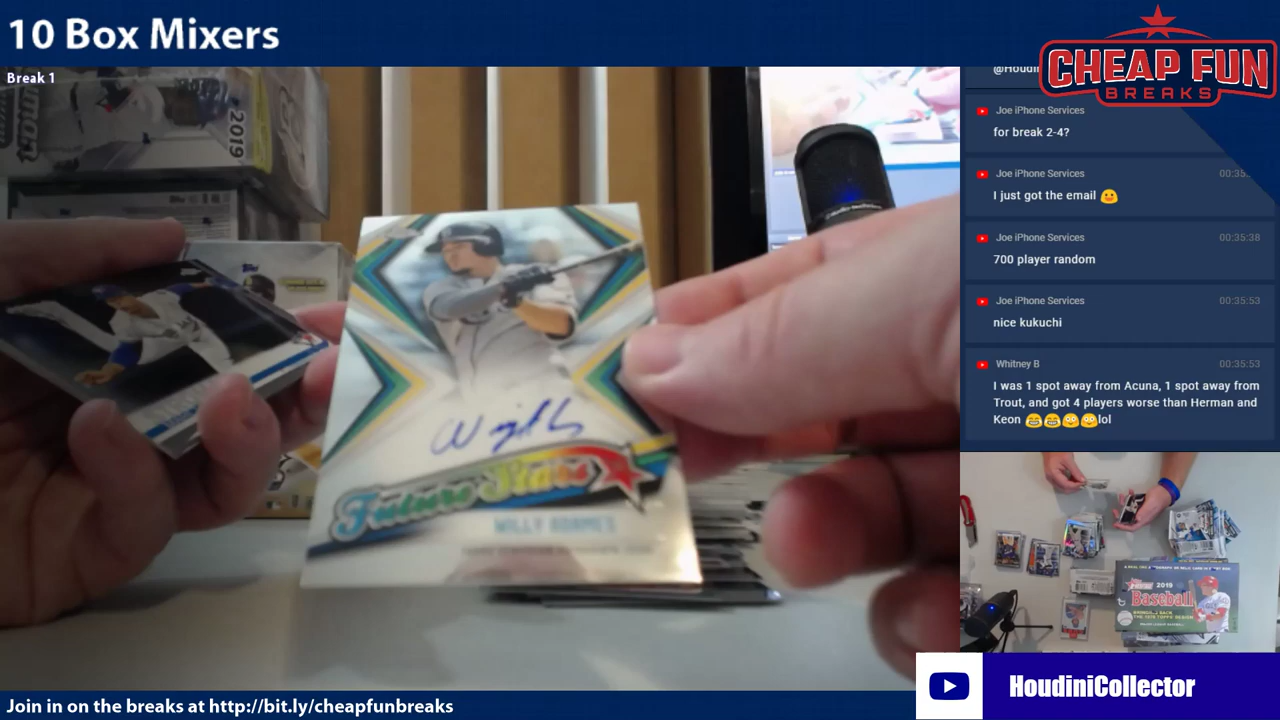 10 Box Mixers
Break 1
CHEAP FUN
BREAKS
Joe iPhone Services
for break 2-4?
Joe iPhone Services
I just got the email 😛
Joe iPhone Services 00:35:38
700 player random
Joe iPhone Services 00:35:53
nice kukuchi
Whitney B 00:35:53
I was 1 spot away from Acuna, 1 spot away from
Trout, and got 4 players worse than Herman and
Keon 😂😂😳😳lol
2019
Future Stars
WILLY ADAMES
2019
Baseball
HoudiniCollector
Join in on the breaks at http://bit.ly/cheapfunbreaks